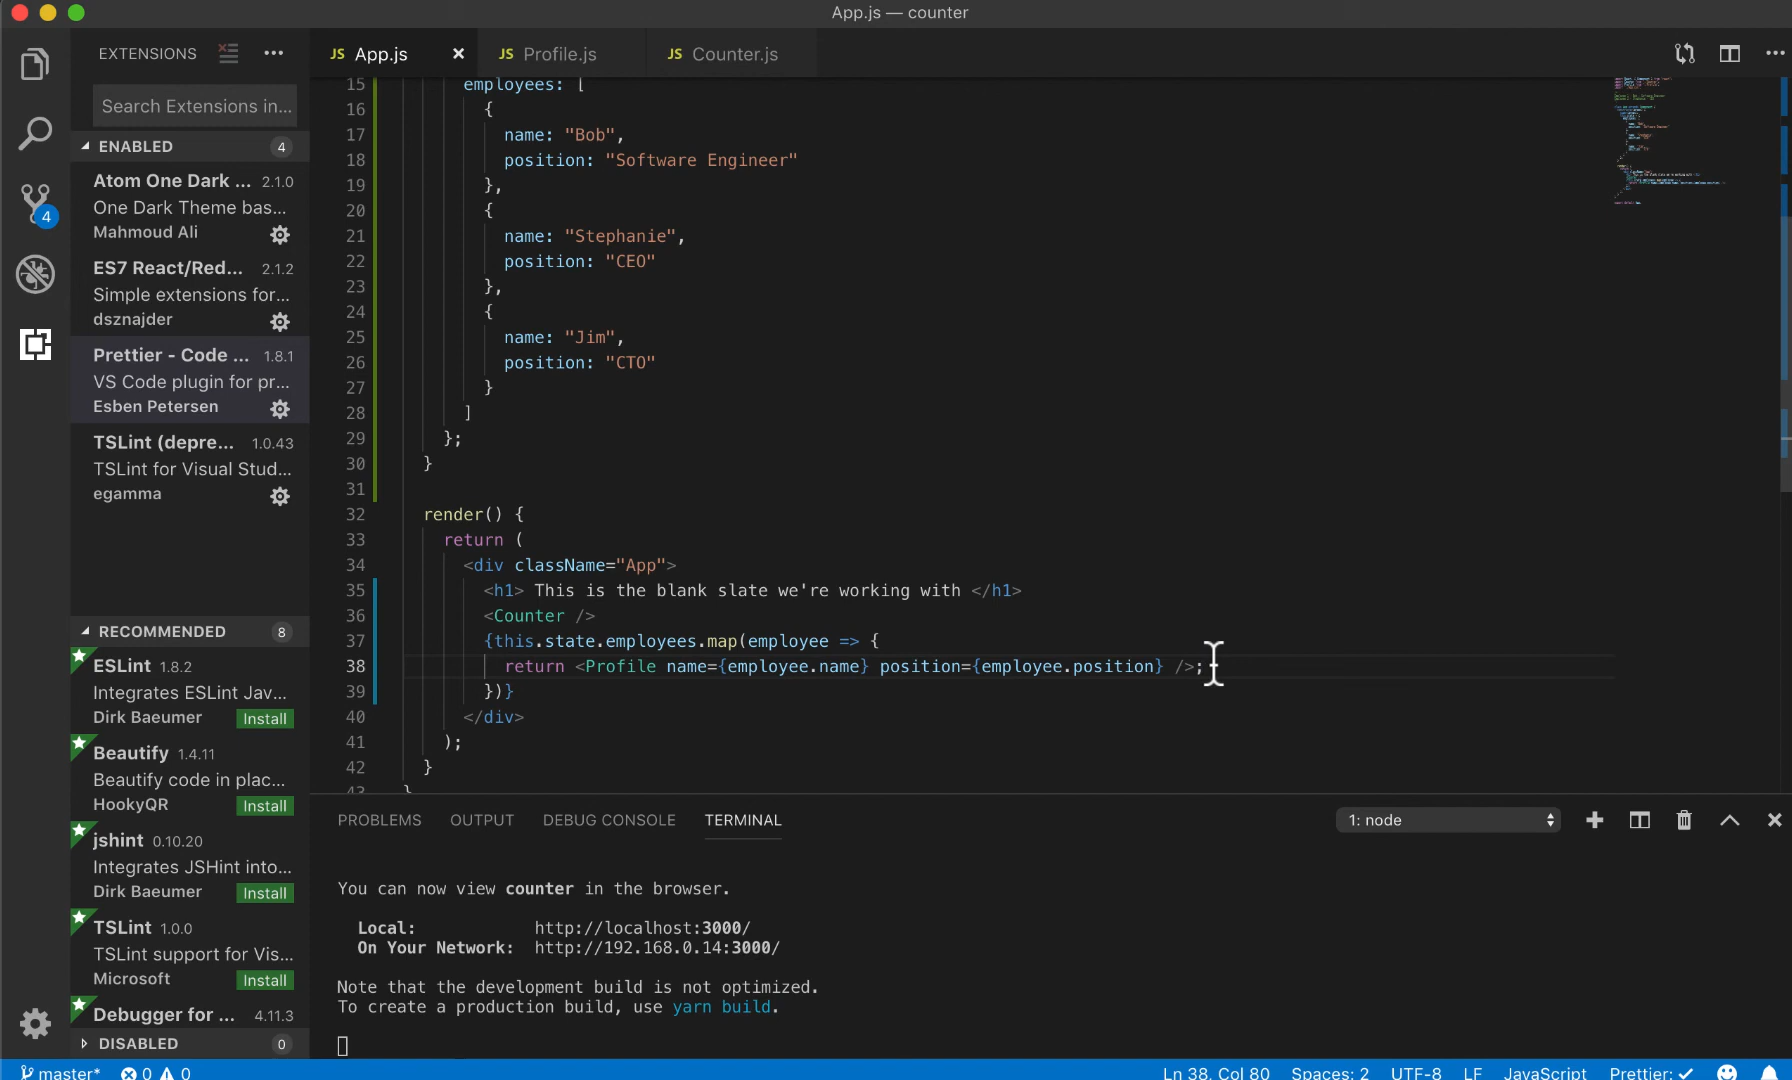 App.js — counter
EXTENSIONS
JS App.js
JS Profile.js
JS Counter.js
Search Extensions in...
ENABLED 4
Atom One Dark ... 2.1.0
One Dark Theme bas...
Mahmoud Ali
ES7 React/Red... 2.1.2
Simple extensions for...
dsznajder
Prettier - Code ... 1.8.1
VS Code plugin for pr...
Esben Petersen
TSLint (depre... 1.0.43
TSLint for Visual Stud...
egamma
RECOMMENDED 8
ESLint 1.8.2
Integrates ESLint Jav...
Dirk Baeumer Install
Beautify 1.4.11
Beautify code in plac...
HookyQR Install
jshint 0.10.20
Integrates JSHint into...
Dirk Baeumer Install
TSLint 1.0.0
TSLint support for Vis...
Microsoft Install
Debugger for ... 4.11.3
DISABLED 0
4
15 employees: [
16 {
17 name: "Bob",
18 position: "Software Engineer"
19 },
20 {
21 name: "Stephanie",
22 position: "CEO"
23 },
24 {
25 name: "Jim",
26 position: "CTO"
27 }
28 ]
29 };
30 }
31
32 render() {
33 return (
34 <div className="App">
35 <h1> This is the blank slate we're working with </h1>
36 <Counter />
37 {this.state.employees.map(employee => {
38 return <Profile name={employee.name} position={employee.position} />;
39 })}
40 </div>
41 );
42 }
43 }
PROBLEMS OUTPUT DEBUG CONSOLE TERMINAL
1: node
You can now view counter in the browser.
Local: http://localhost:3000/
On Your Network: http://192.168.0.14:3000/
Note that the development build is not optimized.
To create a production build, use yarn build.
master* 0 0
Ln 38, Col 80 Spaces: 2 UTF-8 LF JavaScript Prettier: ✓